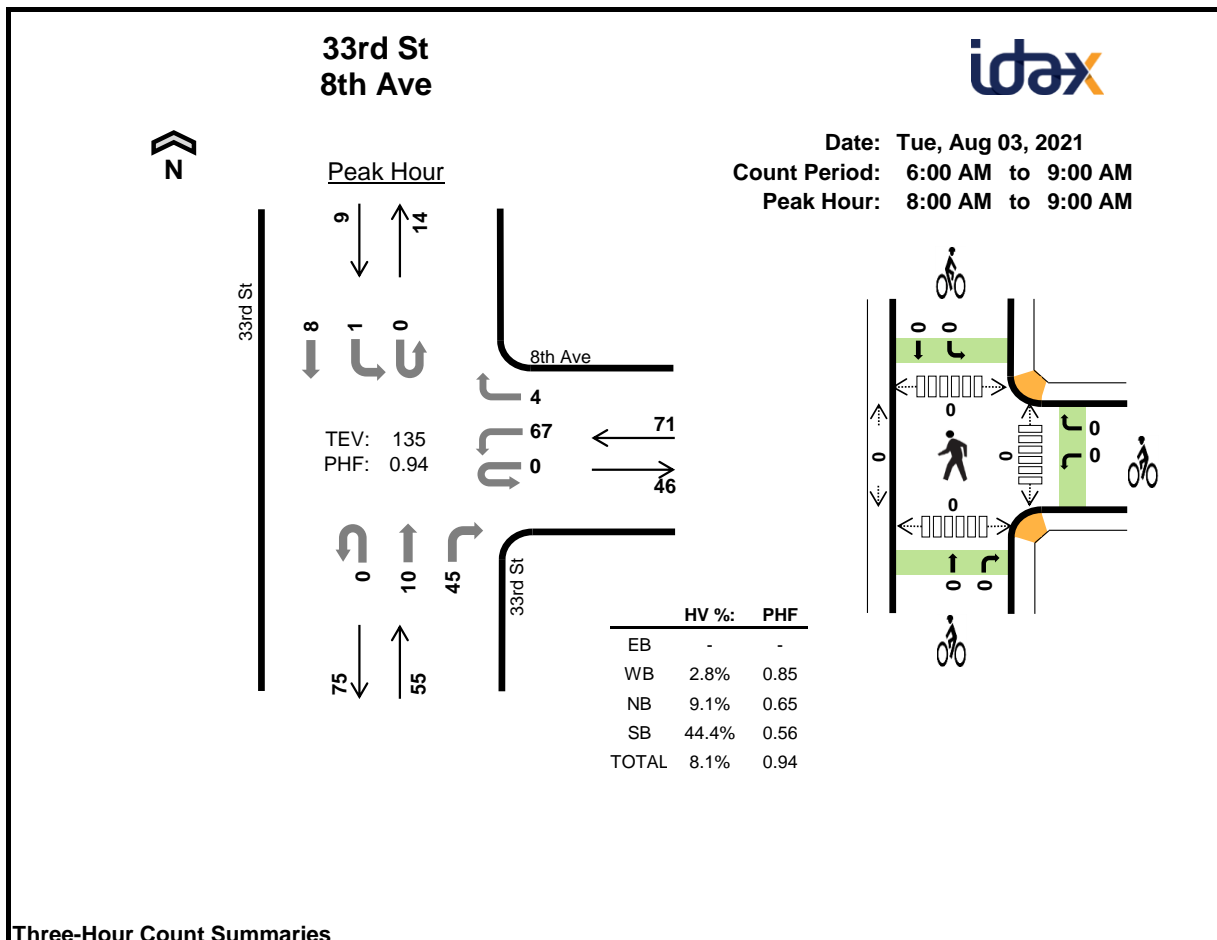 33rd St
8th Ave
idax
N
Peak Hour
Date: Tue, Aug 03, 2021
Count Period: 6:00 AM to 9:00 AM
Peak Hour: 8:00 AM to 9:00 AM
9
14
33rd St
8
1
0
8th Ave
4
67
0
71
46
TEV: 135
PHF: 0.94
0
10
45
33rd St
75
55
0
0
0
0
0
0
0
0
0
0
HV %: PHF
EB - -
WB 2.8% 0.85
NB 9.1% 0.65
SB 44.4% 0.56
TOTAL 8.1% 0.94
Three-Hour Count Summaries